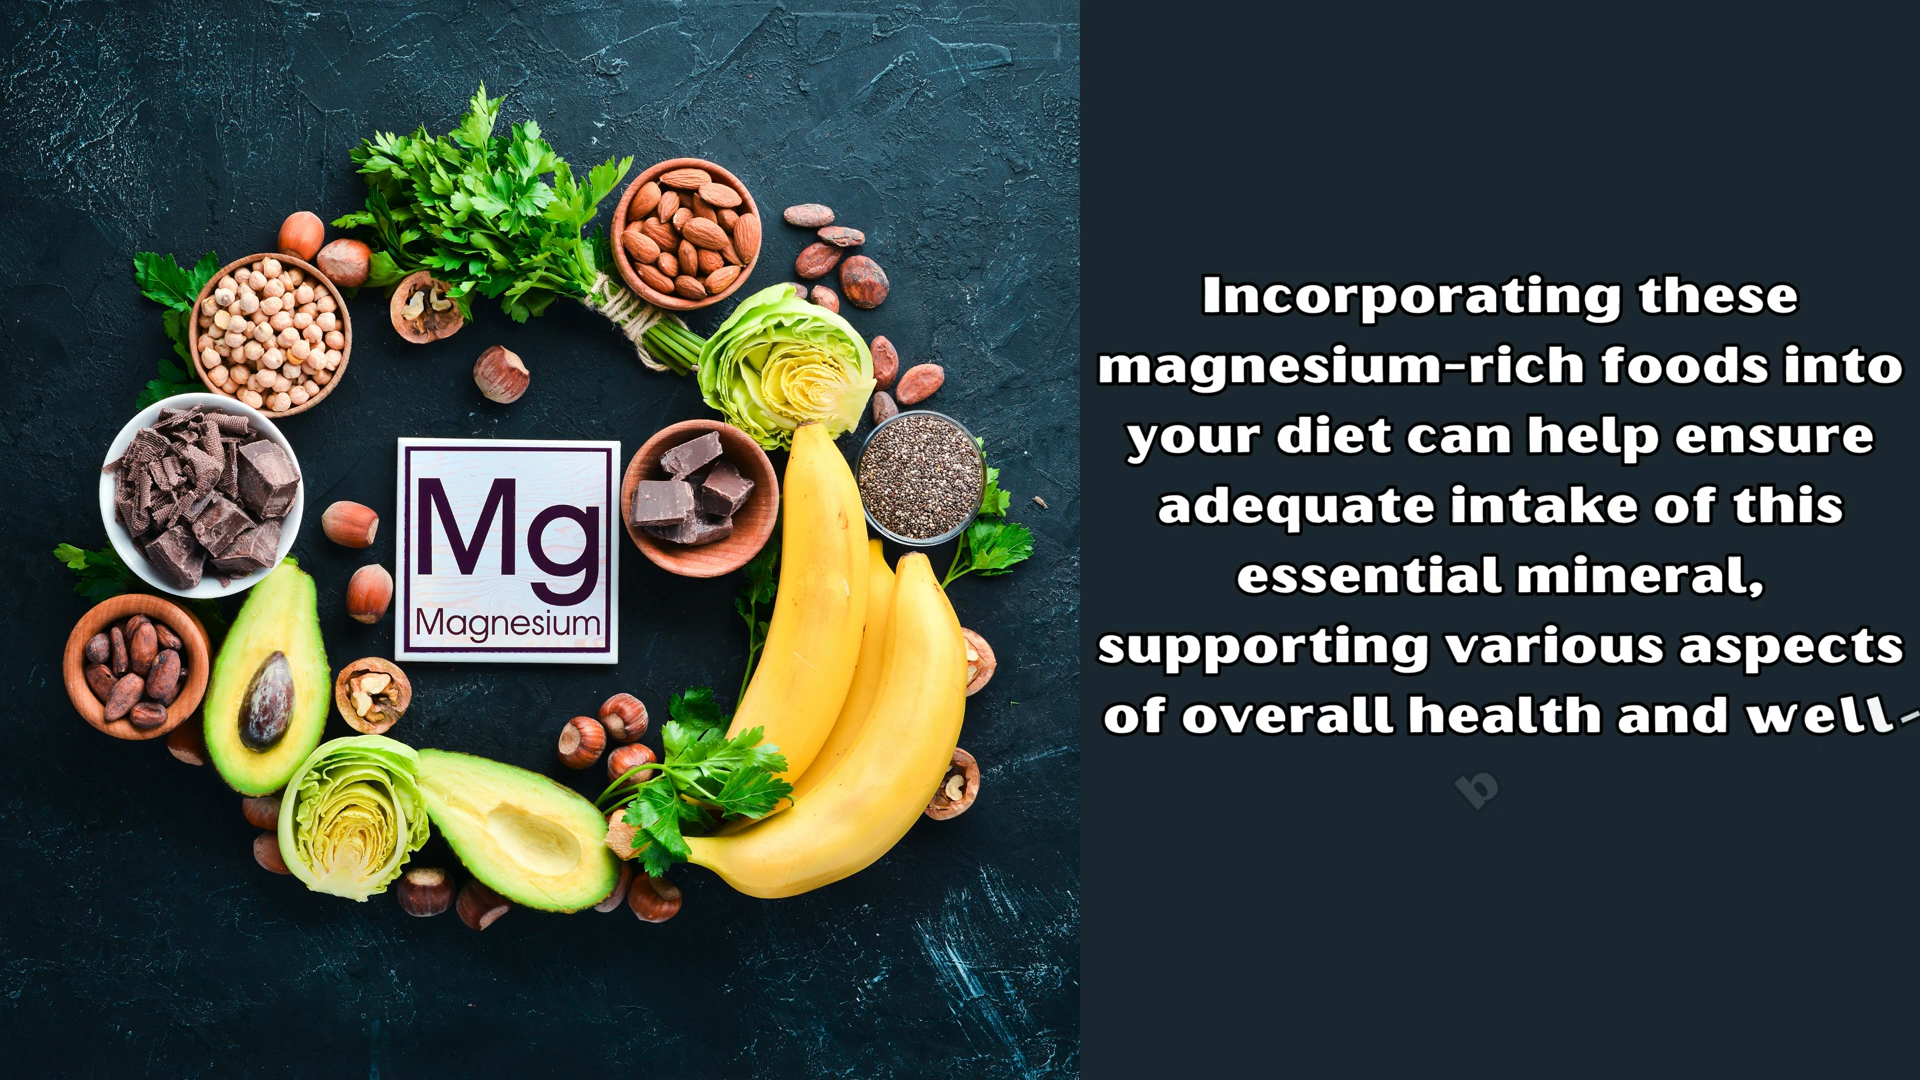 Mg
Magnesium
Incorporating these
magnesium-rich foods into
your diet can help ensure
adequate intake of this
essential mineral,
supporting various aspects
of overall health and well-
b